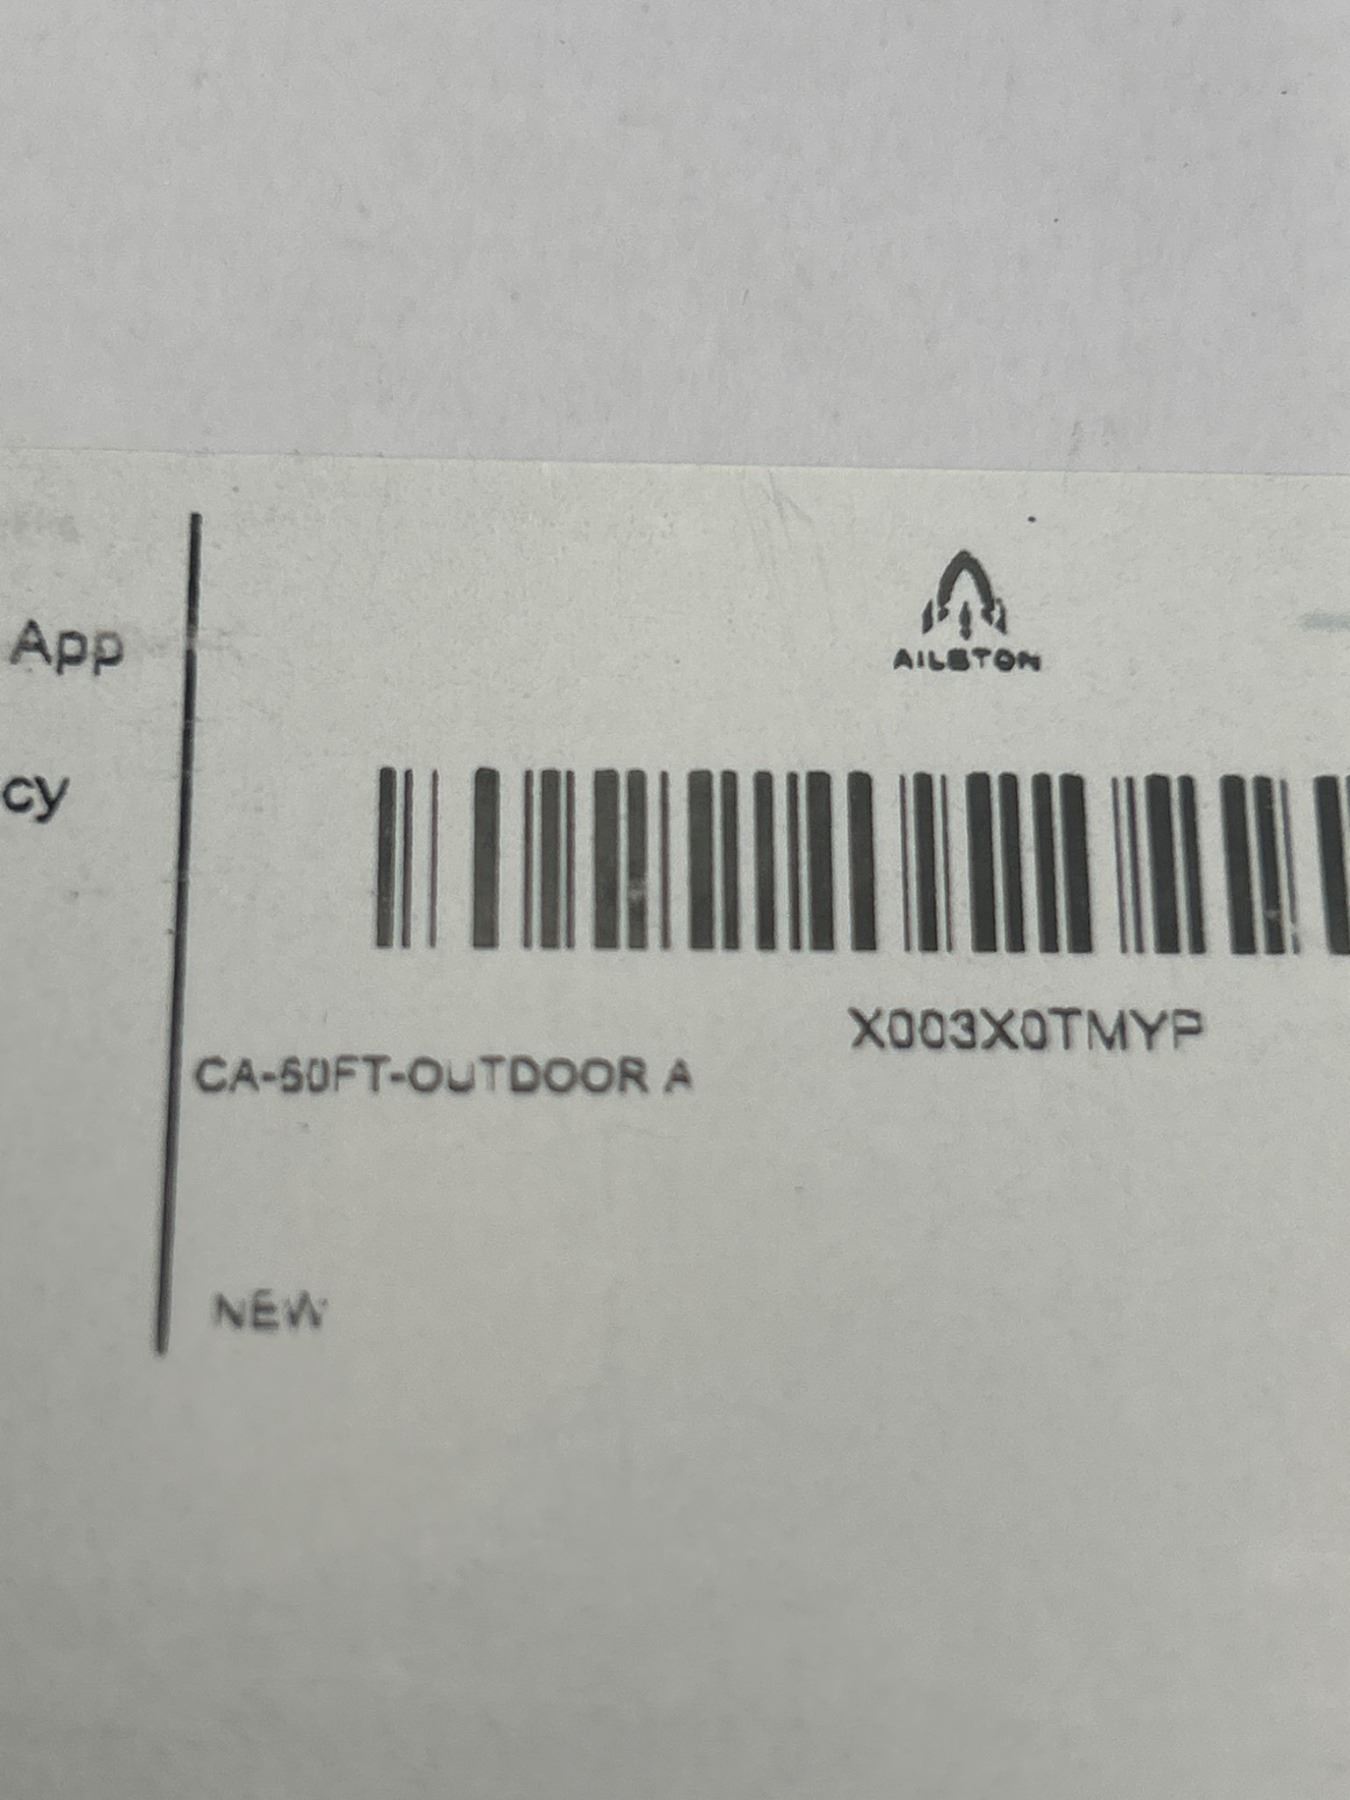 App
cy
AILSTON
X003X0TMYP
CA-50FT-OUTDOOR A
NEW